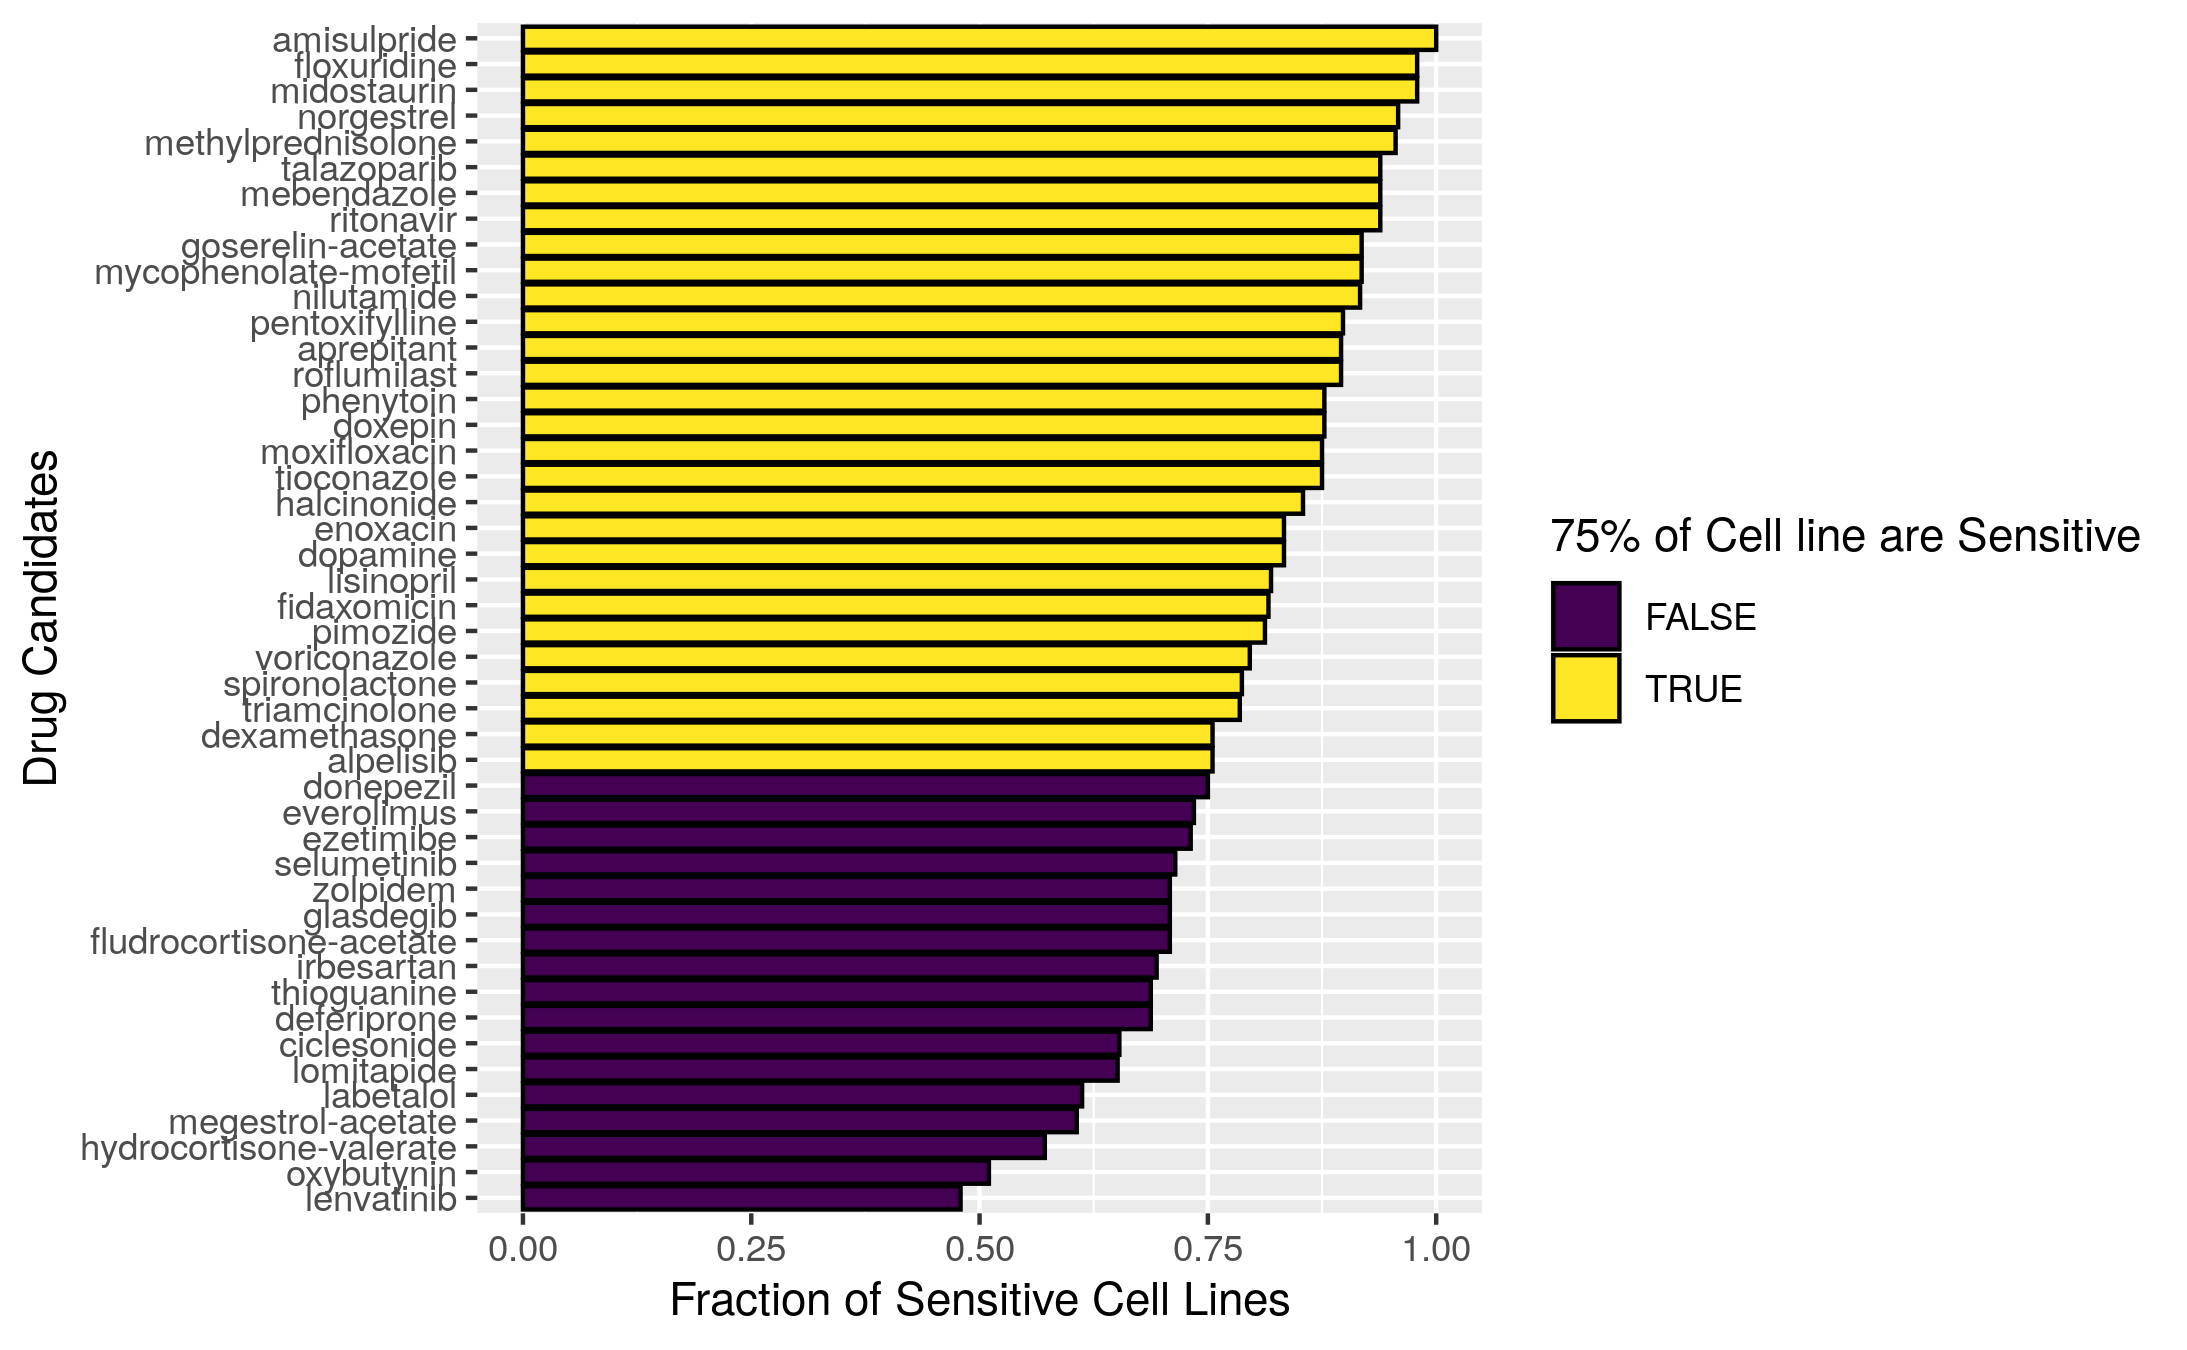 amisulpride
floxuridine
midostaurin
norgestrel
methylprednisolone
talazoparib
mebendazole
ritonavir
goserelin-acetate
mycophenolate-mofetil
nilutamide
pentoxifylline
aprepitant
roflumilast
phenytoin
doxepin
moxifloxacin
tioconazole
halcinonide
enoxacin
dopamine
lisinopril
fidaxomicin
pimozide
voriconazole
spironolactone
triamcinolone
dexamethasone
alpelisib
donepezil
everolimus
ezetimibe
selumetinib
zolpidem
glasdegib
fludrocortisone-acetate
irbesartan
thioguanine
deferiprone
ciclesonide
lomitapide
labetalol
megestrol-acetate
hydrocortisone-valerate
oxybutynin
lenvatinib
Drug Candidates
0.00 0.25 0.50 0.75 1.00
Fraction of Sensitive Cell Lines
75% of Cell line are Sensitive
FALSE
TRUE